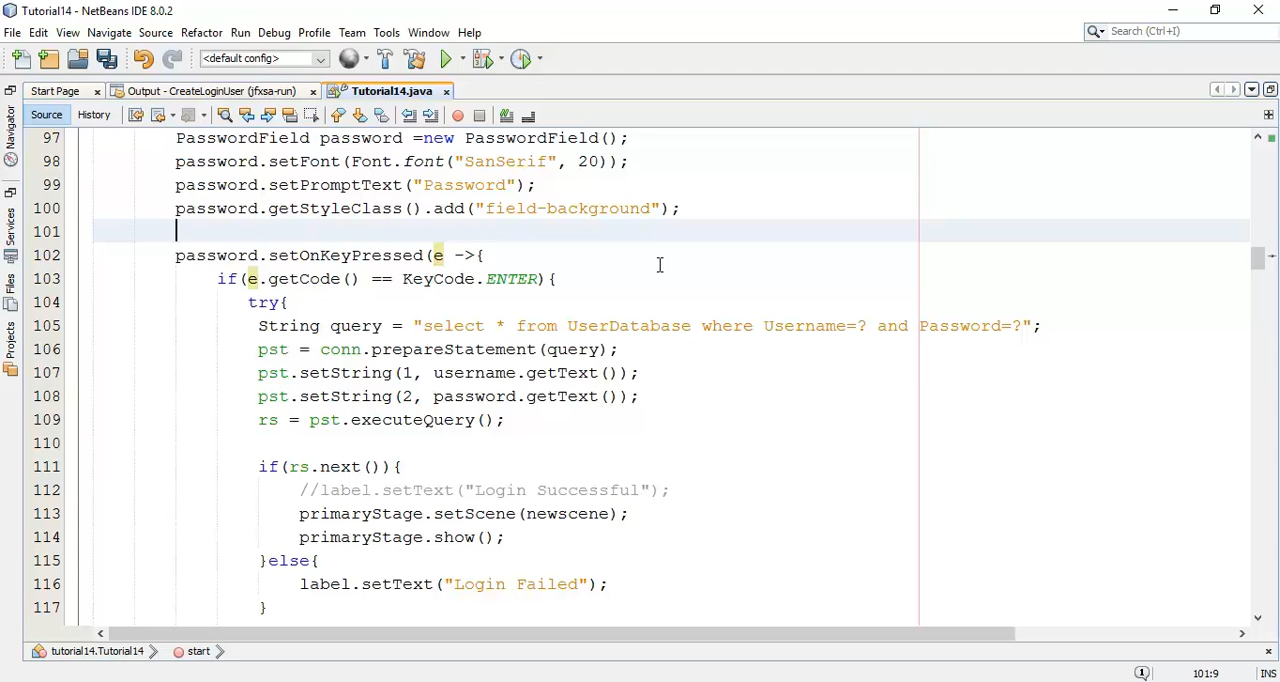 Tutorial14 - NetBeans IDE 8.0.2
File Edit View Navigate Source Refactor Run Debug Profile Team Tools Window Help
Search (Ctrl+I)
<default config>
Start Page Output - CreateLoginUser (jfxsa-run) Tutorial14.java
Source History
Navigator
Services
Files
Projects
97 PasswordField password =new PasswordField();
98 password.setFont(Font.font("SanSerif", 20));
99 password.setPromptText("Password");
100 password.getStyleClass().add("field-background");
101
102 password.setOnKeyPressed(e ->{
103 if(e.getCode() == KeyCode.ENTER){
104 try{
105 String query = "select * from UserDatabase where Username=? and Password=?";
106 pst = conn.prepareStatement(query);
107 pst.setString(1, username.getText());
108 pst.setString(2, password.getText());
109 rs = pst.executeQuery();
110
111 if(rs.next()){
112 //label.setText("Login Successful");
113 primaryStage.setScene(newscene);
114 primaryStage.show();
115 }else{
116 label.setText("Login Failed");
117 }
tutorial14.Tutorial14 start
1 101:9 INS